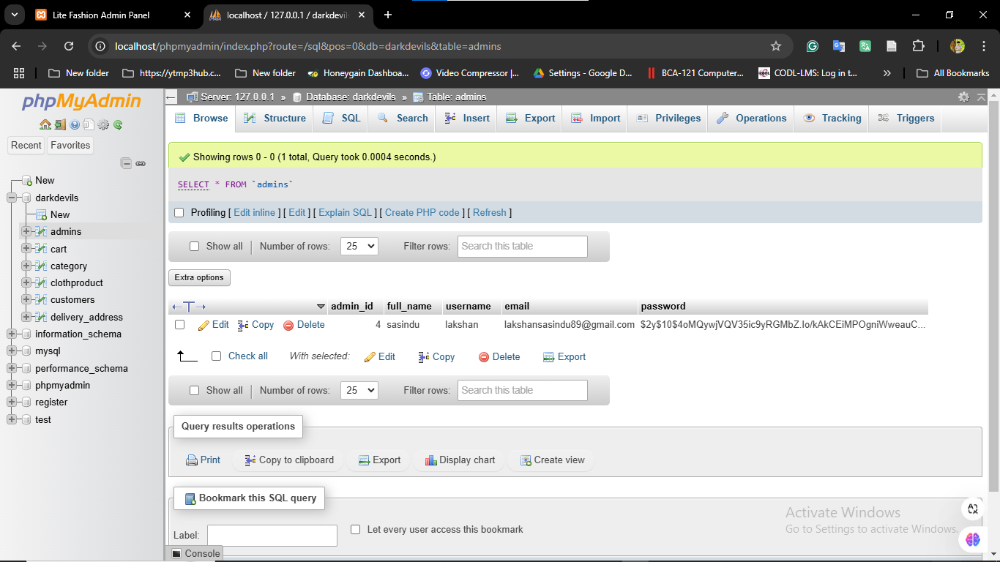 Lite Fashion Admin Panel
localhost / 127.0.0.1 / darkdevils
localhost/phpmyadmin/index.php?route=/sql&pos=0&db=darkdevils&table=admins
New folder https://ytmp3hub.c... New folder Honeygain Dashboa... Video Compressor |... Settings - Google D... BCA-121 Computer... CODL-LMS: Log in t... » All Bookmarks
phpMyAdmin
Recent Favorites
New
darkdevils
New
admins
cart
category
clothproduct
customers
delivery_address
information_schema
mysql
performance_schema
phpmyadmin
register
test
Server: 127.0.0.1 » Database: darkdevils » Table: admins
Browse Structure SQL Search Insert Export Import Privileges Operations Tracking Triggers
Showing rows 0 - 0 (1 total, Query took 0.0004 seconds.)
SELECT * FROM `admins`
Profiling [ Edit inline ] [ Edit ] [ Explain SQL ] [ Create PHP code ] [ Refresh ]
Show all Number of rows: 25 Filter rows: Search this table
Extra options
admin_id full_name username email password
Edit Copy Delete 4 sasindu lakshan lakshansasindu89@gmail.com $2y$10$4oMQywjVQV35ic9yRGMbZ.Io/kAkCEiMPOgniWweauC...
Check all With selected: Edit Copy Delete Export
Show all Number of rows: 25 Filter rows: Search this table
Query results operations
Print Copy to clipboard Export Display chart Create view
Bookmark this SQL query
Label: Let every user access this bookmark
Console
Activate Windows
Go to Settings to activate Windows.